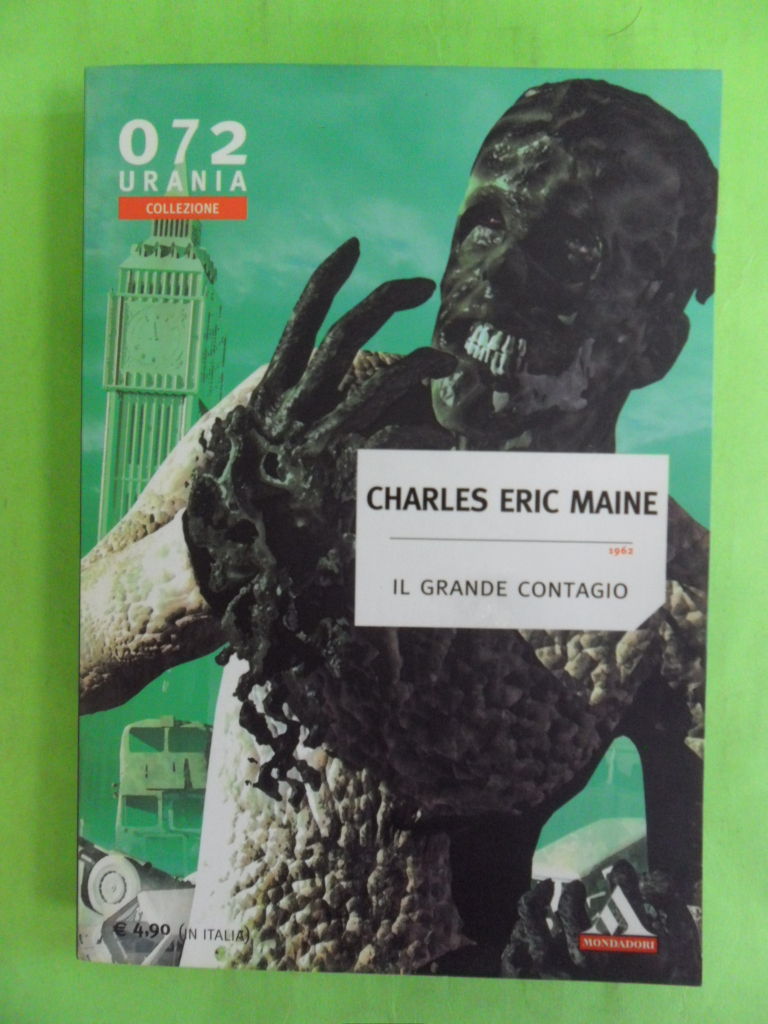 072
URANIA
COLLEZIONE
CHARLES ERIC MAINE
1962
IL GRANDE CONTAGIO
€ 4,90 (IN ITALIA)
MONDADORI